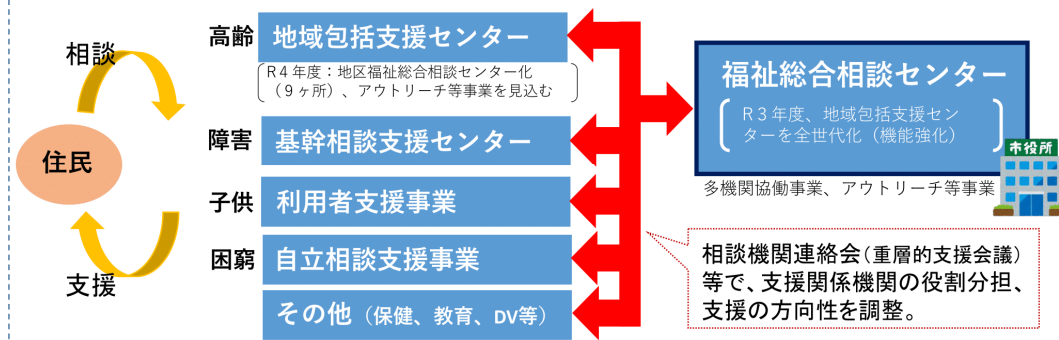 相談
住民
支援
高齢 地域包括支援センター
R4年度：地区福祉総合相談センター化
（9ヶ所）、アウトリーチ等事業を見込む
障害 基幹相談支援センター
子供 利用者支援事業
困窮 自立相談支援事業
その他（保健、教育、DV等）
福祉総合相談センター
R3年度、地域包括支援セン
ターを全世代化（機能強化）
市役所
多機関協働事業、アウトリーチ等事業
相談機関連絡会（重層的支援会議）
等で、支援関係機関の役割分担、
支援の方向性を調整。